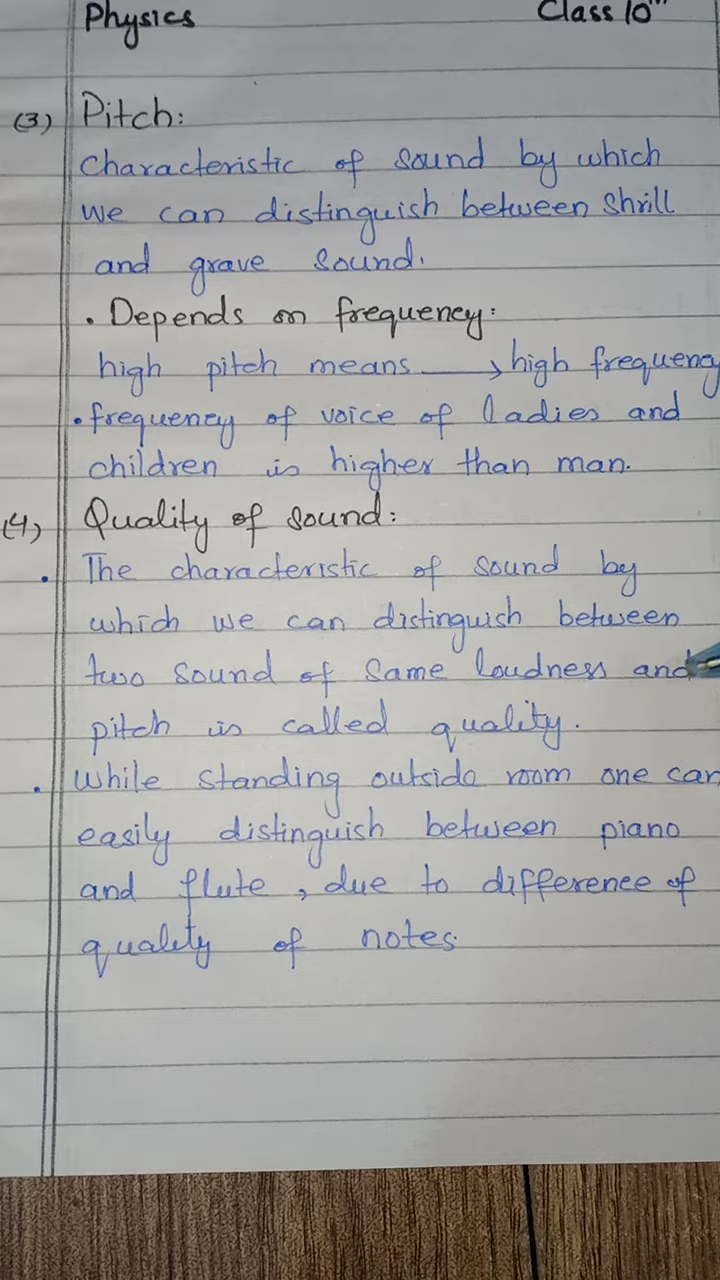 Physics Class 10th
(3) Pitch:
Characteristic of sound by which
we can distinguish between shrill
and grave sound.
. Depends on frequency:
high pitch means → high frequency
. frequency of voice of ladies and
children is higher than man.
(4) Quality of sound:
. The characteristic of sound by
which we can distinguish between
two sound of same loudness and
pitch is called quality.
. While standing outside room one can
easily distinguish between piano
and flute , due to difference of
quality of notes.